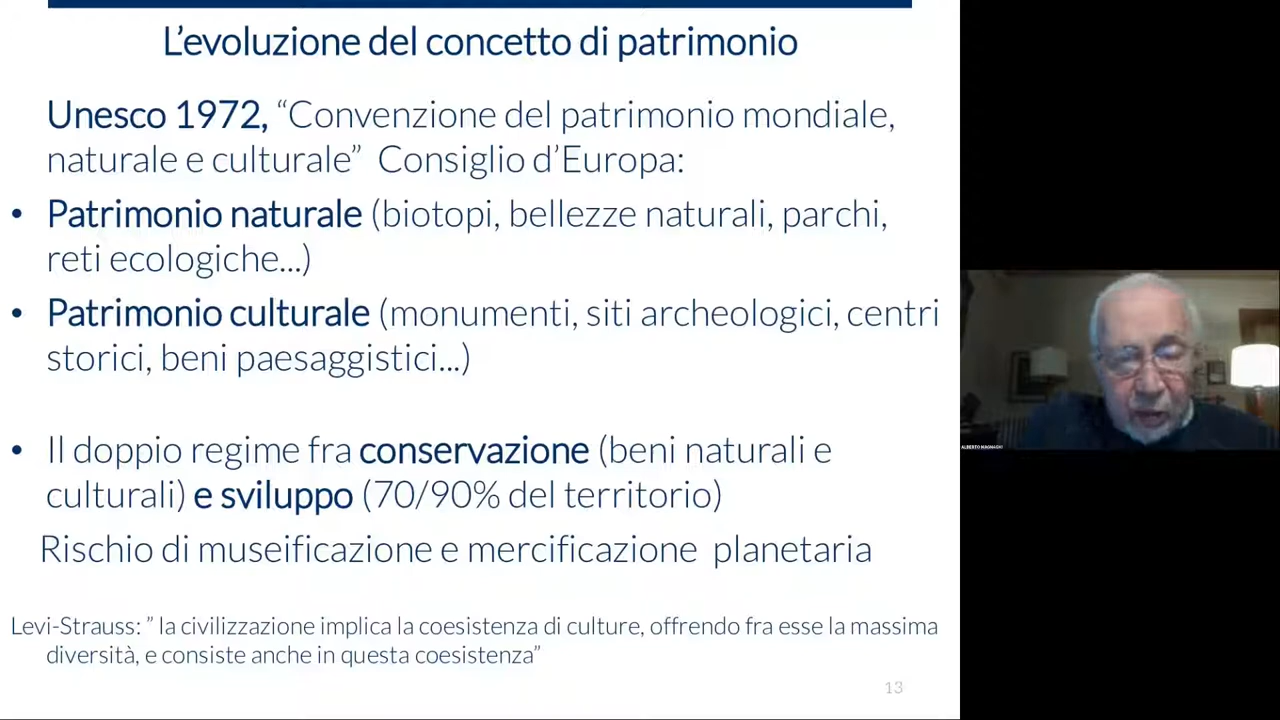 L'evoluzione del concetto di patrimonio
Unesco 1972, “Convenzione del patrimonio mondiale,
naturale e culturale” Consiglio d'Europa:
• Patrimonio naturale (biotopi, bellezze naturali, parchi,
reti ecologiche...)
• Patrimonio culturale (monumenti, siti archeologici, centri
storici, beni paesaggistici...)
• Il doppio regime fra conservazione (beni naturali e
culturali) e sviluppo (70/90% del territorio)
Rischio di museificazione e mercificazione planetaria
Levi-Strauss: ” la civilizzazione implica la coesistenza di culture, offrendo fra esse la massima
diversità, e consiste anche in questa coesistenza”
13
ALBERTO MAGNAGHI